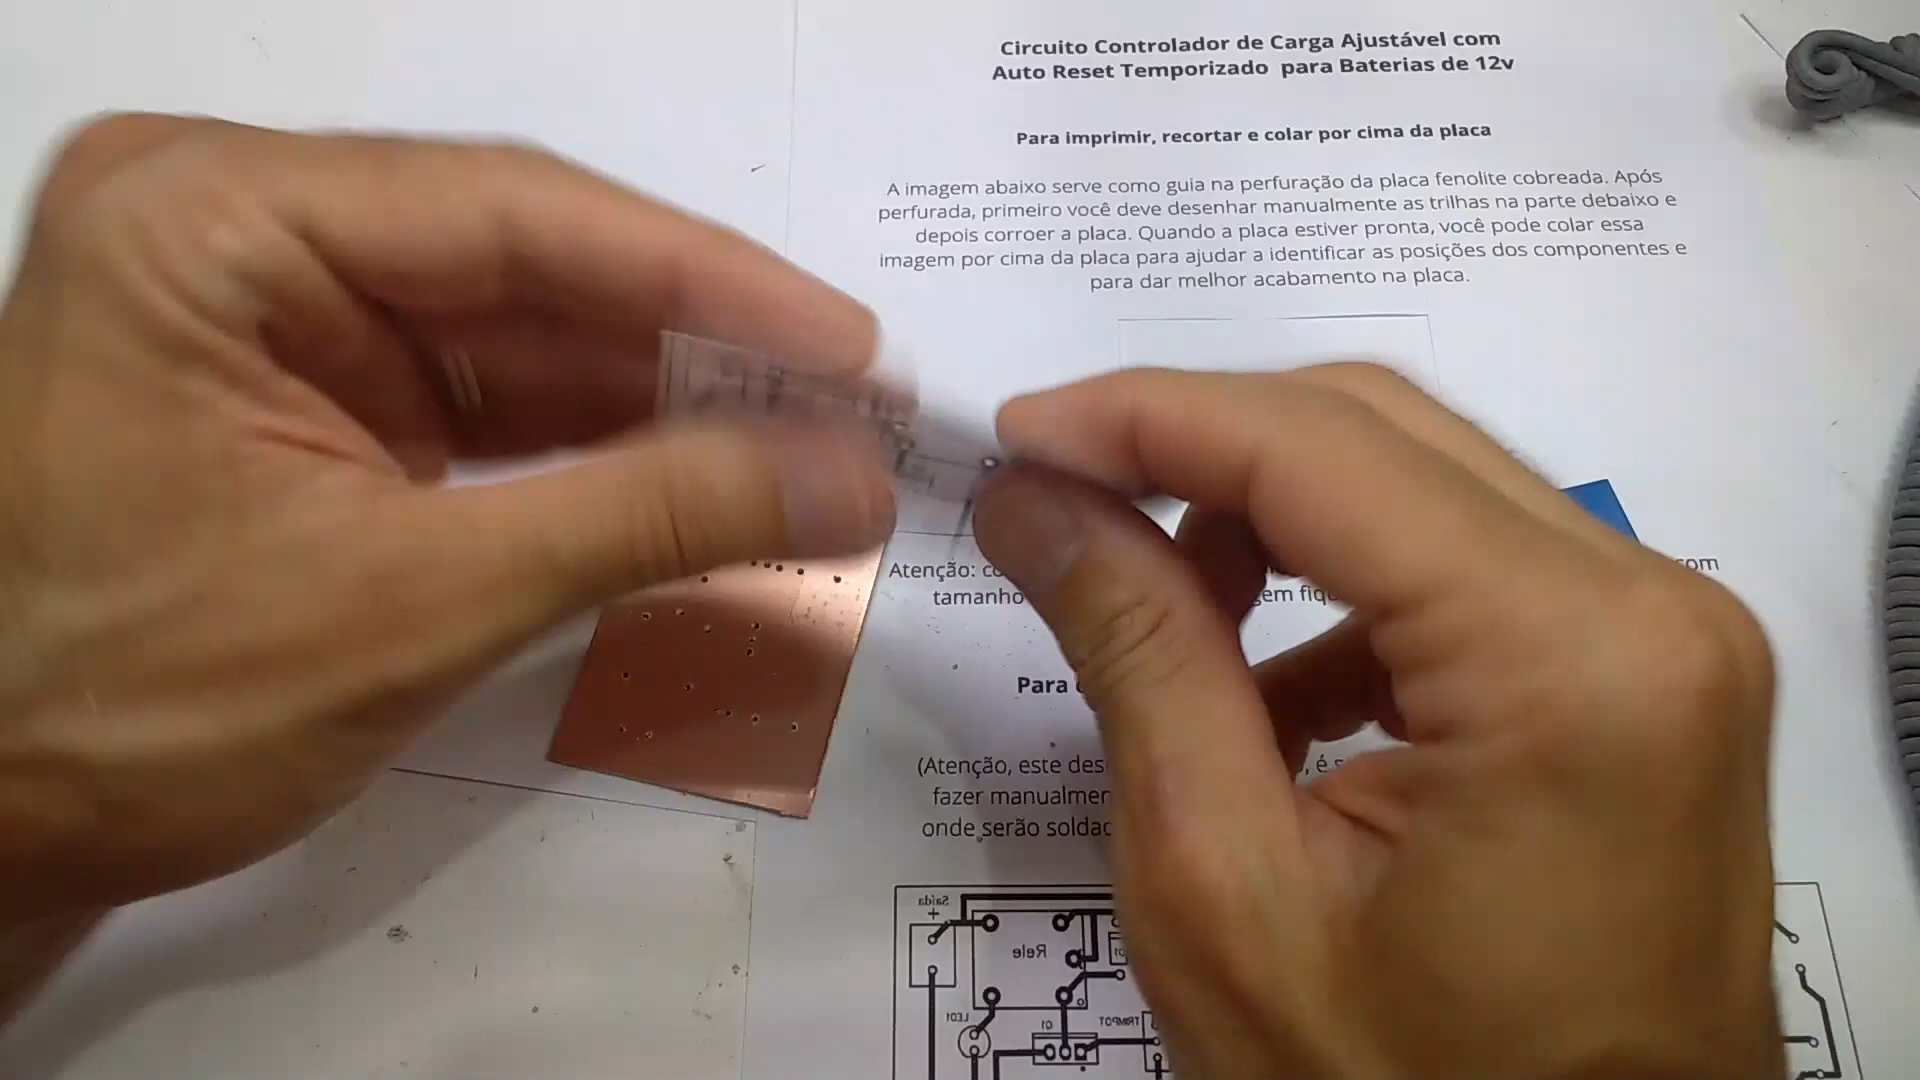 Circuito Controlador de Carga Ajustável com
Auto Reset Temporizado para Baterias de 12v
Para imprimir, recortar e colar por cima da placa
A imagem abaixo serve como guia na perfuração da placa fenolite cobreada. Após
perfurada, primeiro você deve desenhar manualmente as trilhas na parte debaixo e
depois corroer a placa. Quando a placa estiver pronta, você pode colar essa
imagem por cima da placa para ajudar a identificar as posições dos componentes e
para dar melhor acabamento na placa.
Atenção: com
tamanho
Para
(Atenção, este
, é
fazer
onde serão
Saída
+
Rele
LED1
Q1
TRIMPOT